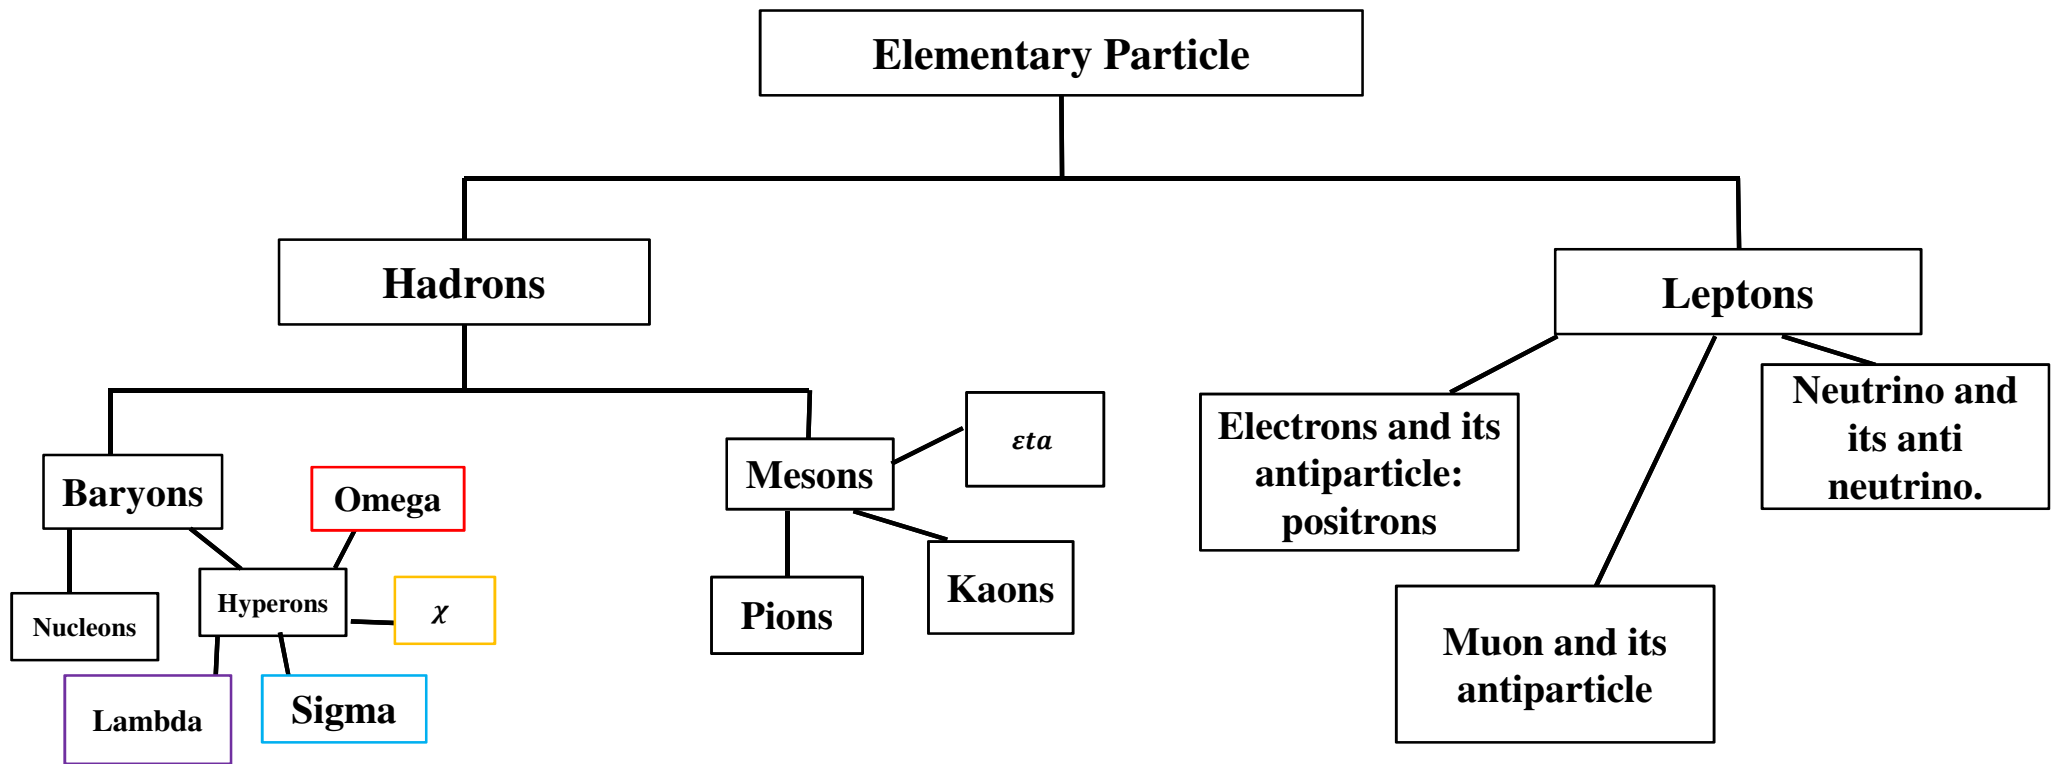 Elementary Particle
Hadrons
Leptons
Baryons
Mesons
εta
Electrons and its
antiparticle:
positrons
Neutrino and
its anti
neutrino.
Omega
Nucleons
Hyperons
χ
Pions
Kaons
Lambda
Sigma
Muon and its
antiparticle